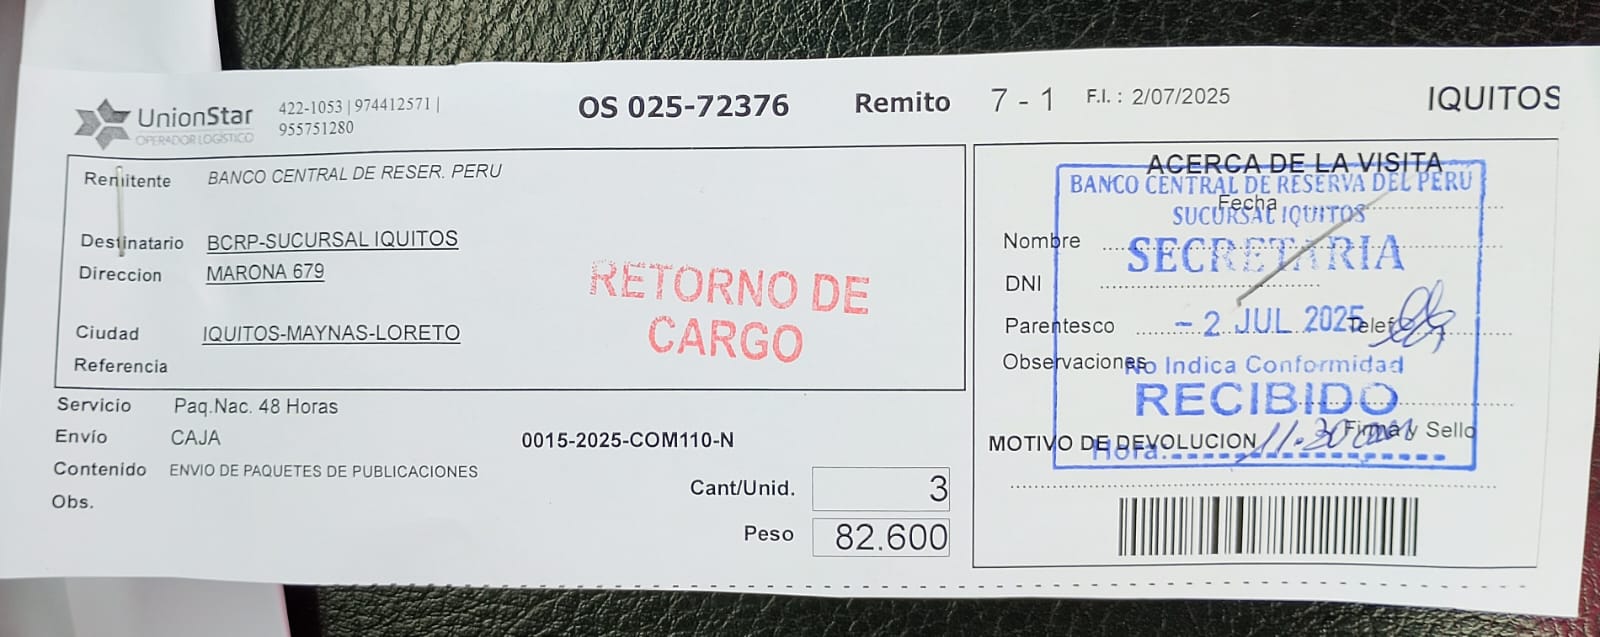 UnionStar
OPERADOR LOGÍSTICO
422-1053 | 974412571 |
955751280
OS 025-72376
Remito 7 - 1
F.I. : 2/07/2025
IQUITOS
Remitente BANCO CENTRAL DE RESER. PERU
Destinatario BCRP-SUCURSAL IQUITOS
Direccion MARONA 679
Ciudad IQUITOS-MAYNAS-LORETO
Referencia
RETORNO DE
CARGO
Servicio Paq.Nac. 48 Horas
Envío CAJA
0015-2025-COM110-N
Contenido ENVIO DE PAQUETES DE PUBLICACIONES
Obs.
Cant/Unid. 3
Peso 82.600
ACERCA DE LA VISITA
Fecha
Nombre
DNI
Parentesco Telef
Observaciones
Firma y Sello
MOTIVO DE DEVOLUCION
BANCO CENTRAL DE RESERVA DEL PERU
SUCURSAL IQUITOS
SECRETARIA
- 2 JUL 2025
No Indica Conformidad
RECIBIDO
Hora: 11.30 am